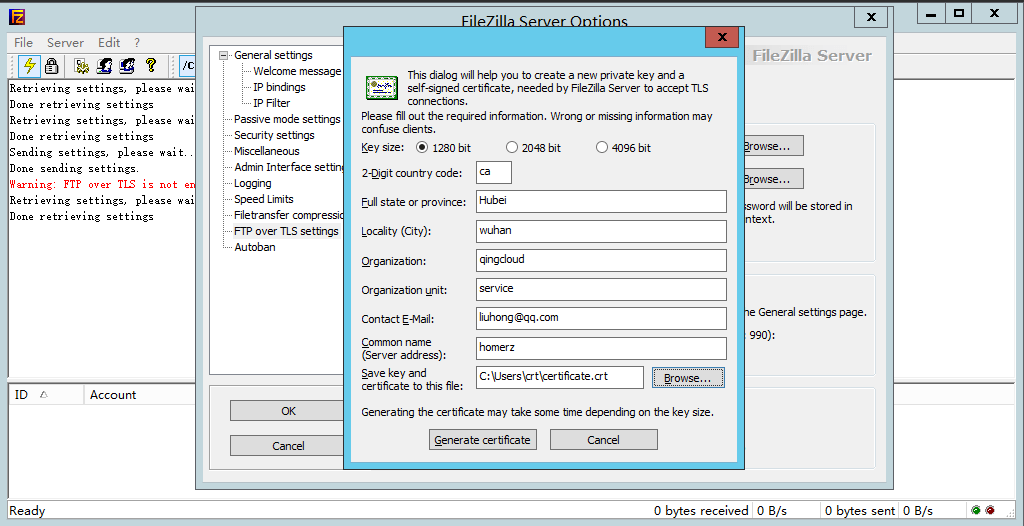 FileZilla Server Options
X
X
File Server Edit ?
/C
Retrieving settings, please wai
Done retrieving settings
Retrieving settings, please wai
Done retrieving settings
Sending settings, please wait..
Done sending settings.
Warning: FTP over TLS is not en
Retrieving settings, please wai
Done retrieving settings
ID Account
General settings
Welcome message
IP bindings
IP Filter
Passive mode settings
Security settings
Miscellaneous
Admin Interface setting
Logging
Speed Limits
Filetransfer compressio
FTP over TLS settings
Autoban
OK
Cancel
FileZilla Server
Browse...
Browse...
ssword will be stored in
ntext.
he General settings page.
990):
X
This dialog will help you to create a new private key and a
self-signed certificate, needed by FileZilla Server to accept TLS
connections.
Please fill out the required information. Wrong or missing information may
confuse clients.
Key size: 1280 bit 2048 bit 4096 bit
2-Digit country code: ca
Full state or province: Hubei
Locality (City): wuhan
Organization: qingcloud
Organization unit: service
Contact E-Mail: liuhong@qq.com
Common name
(Server address): homerz
Save key and
certificate to this file: C:\Users\crt\certificate.crt Browse...
Generating the certificate may take some time depending on the key size.
Generate certificate Cancel
Ready 0 bytes received 0 B/s 0 bytes sent 0 B/s